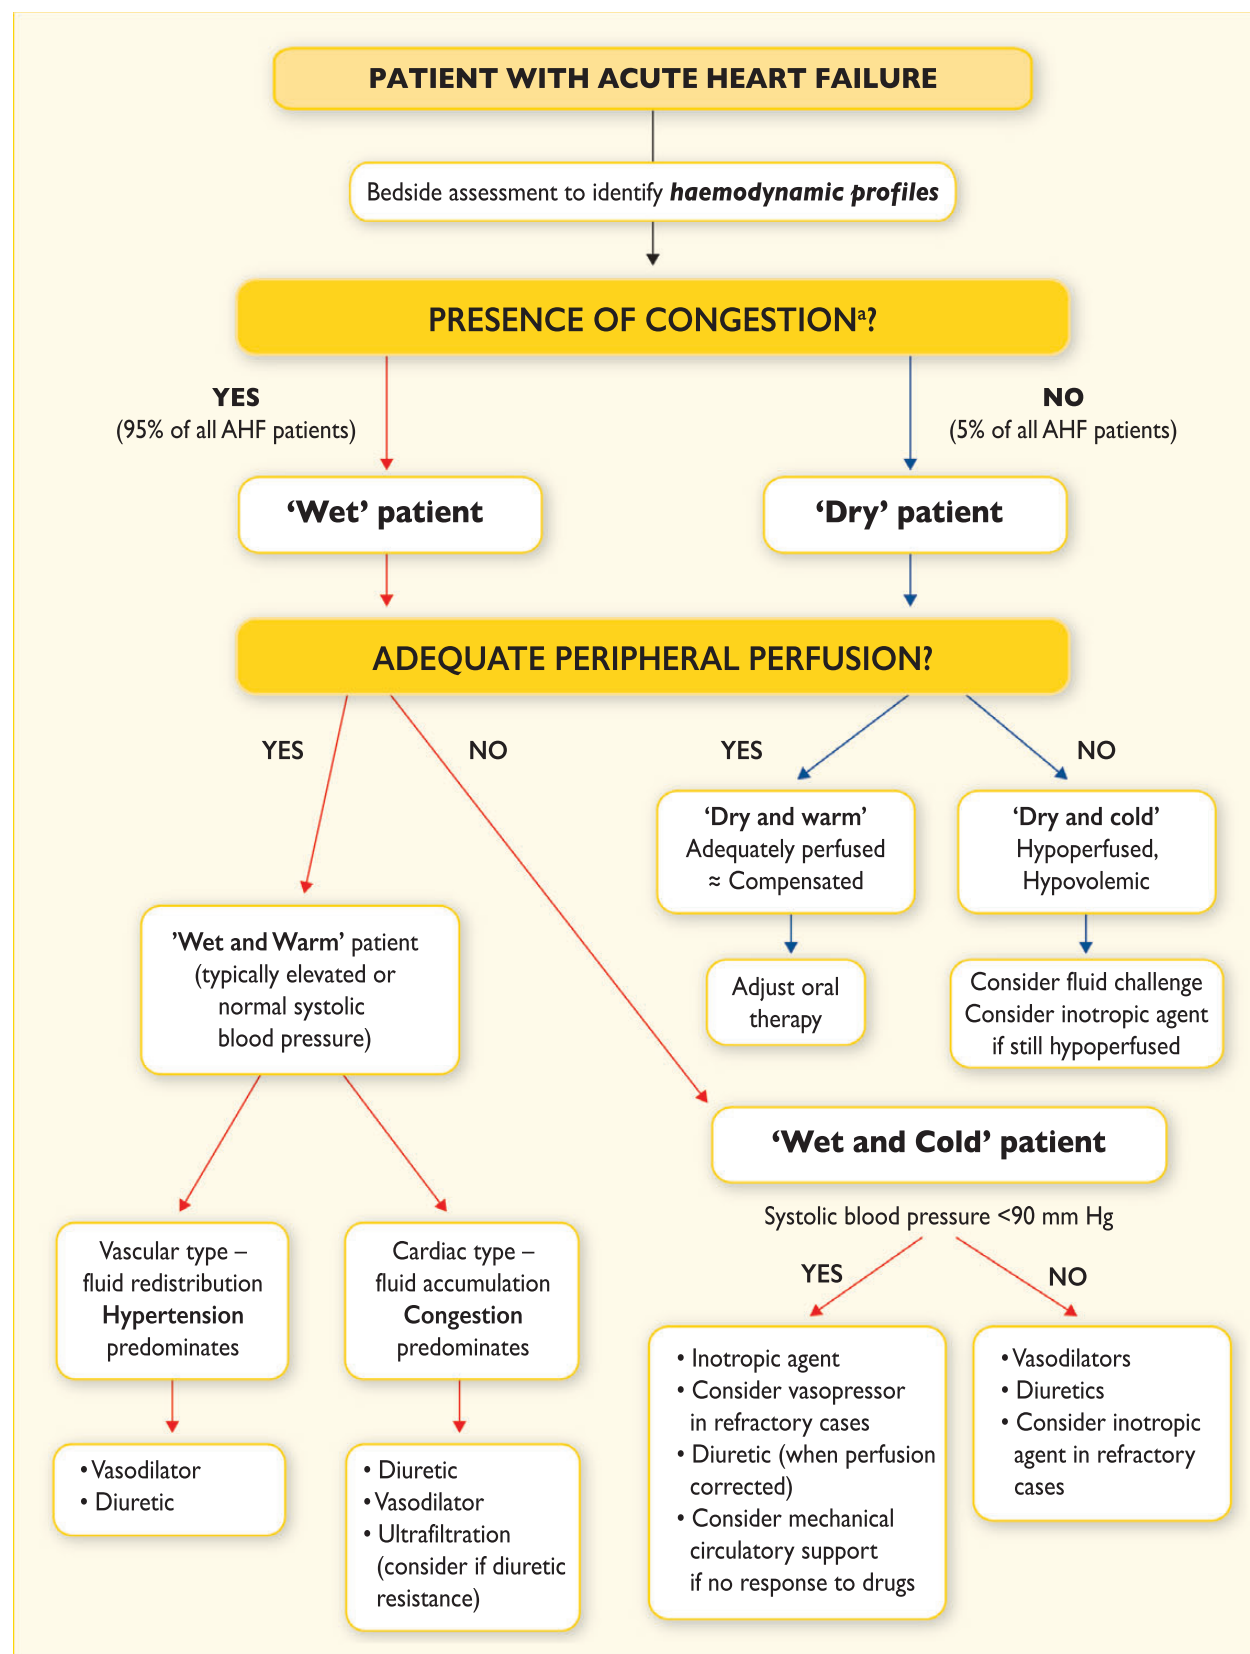 PATIENT WITH ACUTE HEART FAILURE
Bedside assessment to identify haemodynamic profiles
PRESENCE OF CONGESTIONᵃ?
YES
(95% of all AHF patients)
NO
(5% of all AHF patients)
‘Wet’ patient
‘Dry’ patient
ADEQUATE PERIPHERAL PERFUSION?
YES
NO
YES
NO
‘Dry and warm’
Adequately perfused
≈ Compensated
‘Dry and cold’
Hypoperfused,
Hypovolemic
’Wet and Warm’ patient
(typically elevated or
normal systolic
blood pressure)
Adjust oral
therapy
Consider fluid challenge
Consider inotropic agent
if still hypoperfused
‘Wet and Cold’ patient
Systolic blood pressure <90 mm Hg
YES
NO
Vascular type –
fluid redistribution
Hypertension
predominates
Cardiac type –
fluid accumulation
Congestion
predominates
• Vasodilator
• Diuretic
• Diuretic
• Vasodilator
• Ultrafiltration
(consider if diuretic
resistance)
• Inotropic agent
• Consider vasopressor
in refractory cases
• Diuretic (when perfusion
corrected)
• Consider mechanical
circulatory support
if no response to drugs
• Vasodilators
• Diuretics
• Consider inotropic
agent in refractory
cases